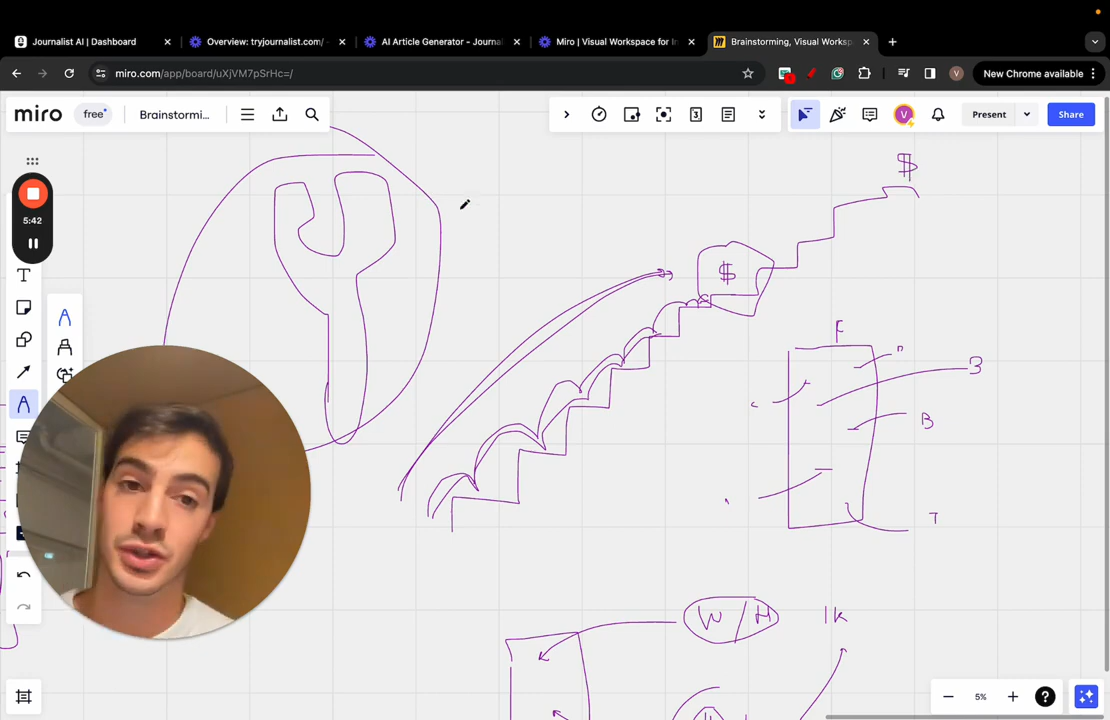 Journalist AI | Dashboard
Overview: tryjournalist.com/ -
AI Article Generator - Journa
Miro | Visual Workspace for In
Brainstorming, Visual Worksp
miro.com/app/board/uXjVM7pSrHc=/
New Chrome available
V
miro
free
Brainstormi...
3
V
Present
Share
5:42
T
$
$
E
3
B
T
W/H
1k
5%